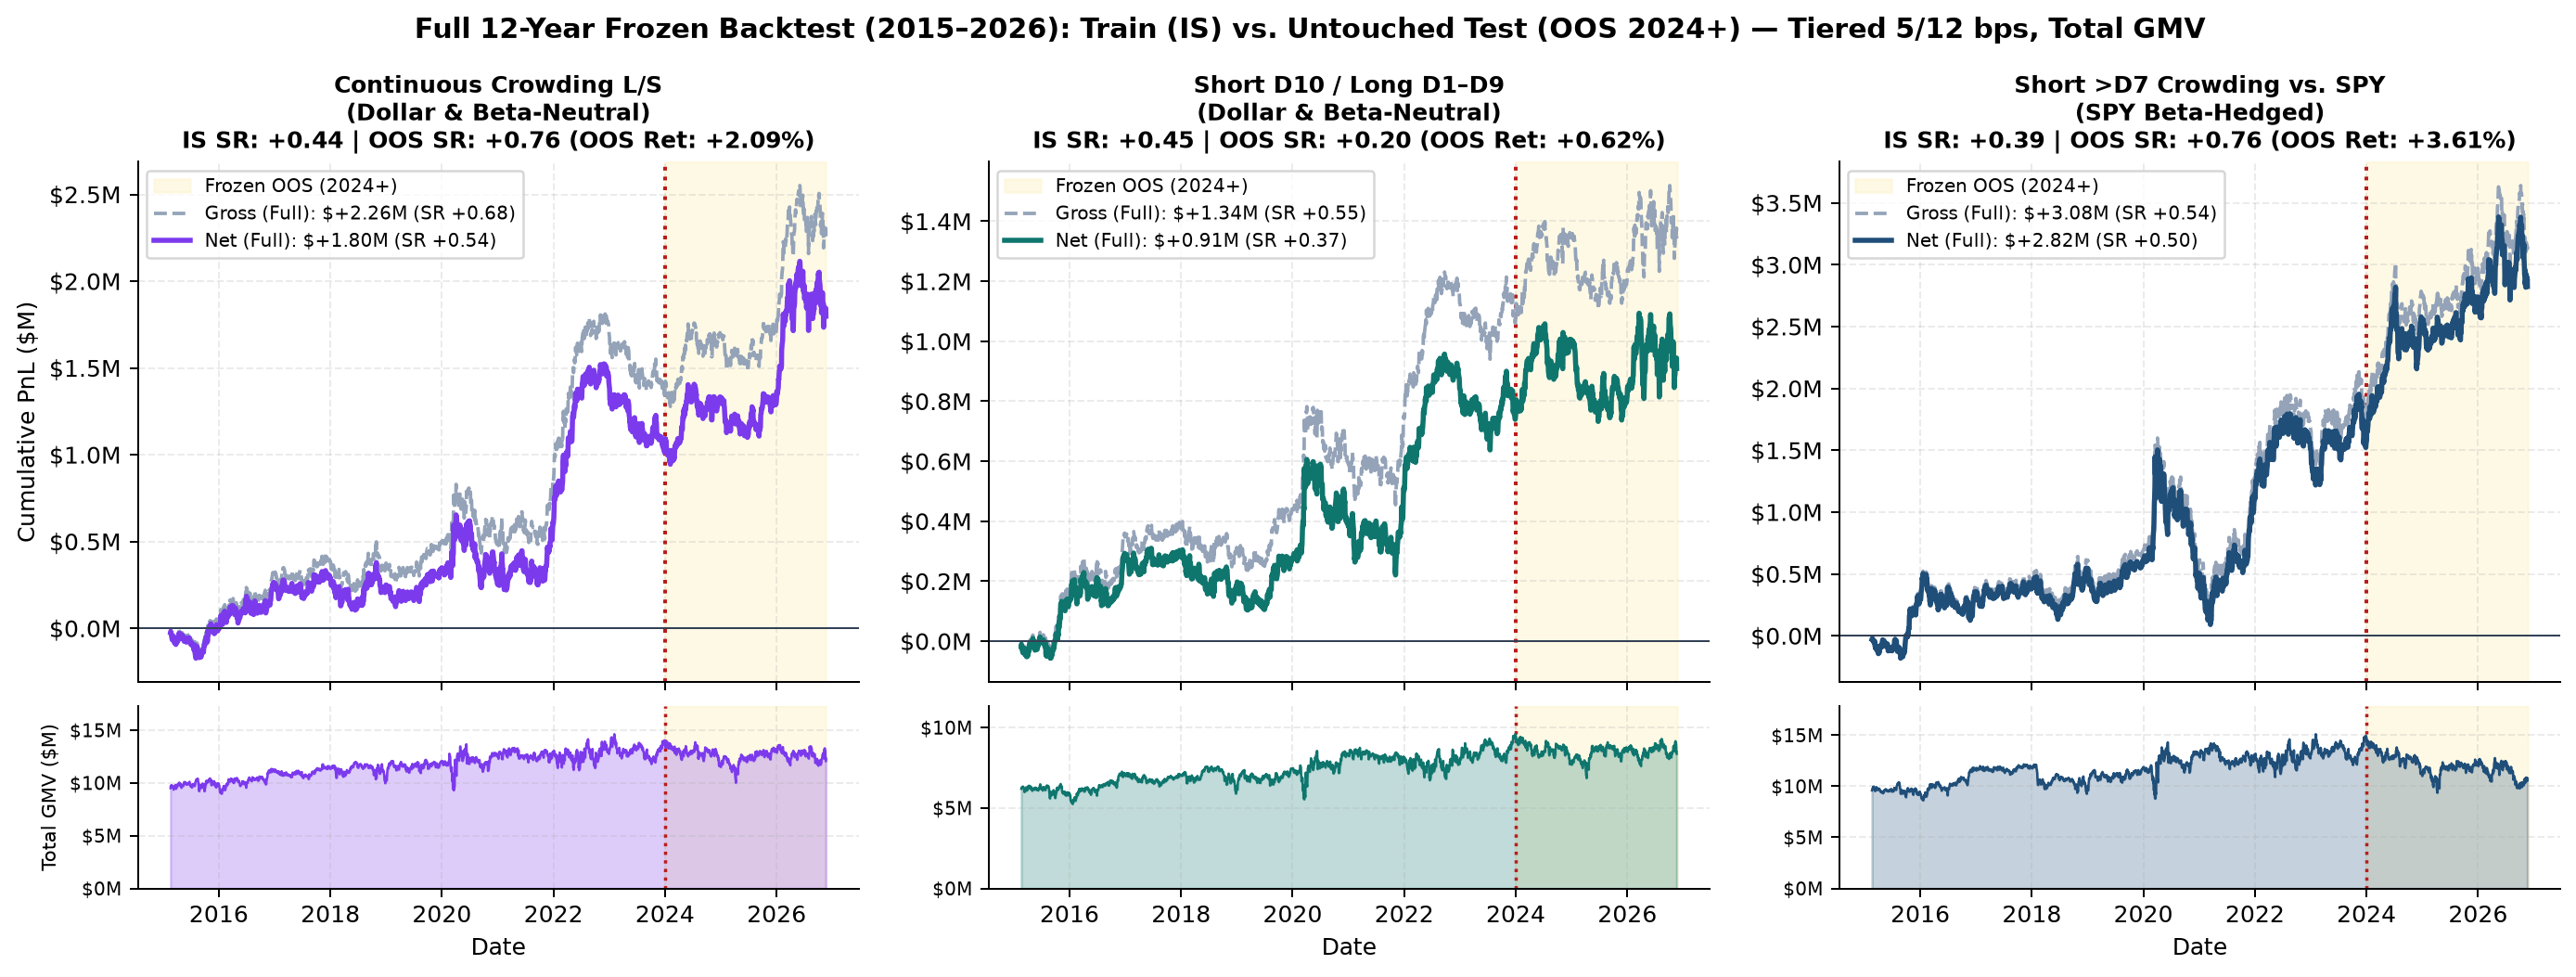 Full 12-Year Frozen Backtest (2015–2026): Train (IS) vs. Untouched Test (OOS 2024+) — Tiered 5/12 bps, Total GMV
Continuous Crowding L/S
(Dollar & Beta-Neutral)
IS SR: +0.44 | OOS SR: +0.76 (OOS Ret: +2.09%)
Frozen OOS (2024+)
Gross (Full): $+2.26M (SR +0.68)
Net (Full): $+1.80M (SR +0.54)
Cumulative PnL ($M)
$2.5M
$2.0M
$1.5M
$1.0M
$0.5M
$0.0M
Total GMV ($M)
$15M
$10M
$5M
$0M
2016 2018 2020 2022 2024 2026
Date
Short D10 / Long D1–D9
(Dollar & Beta-Neutral)
IS SR: +0.45 | OOS SR: +0.20 (OOS Ret: +0.62%)
Frozen OOS (2024+)
Gross (Full): $+1.34M (SR +0.55)
Net (Full): $+0.91M (SR +0.37)
$1.4M
$1.2M
$1.0M
$0.8M
$0.6M
$0.4M
$0.2M
$0.0M
$10M
$5M
$0M
2016 2018 2020 2022 2024 2026
Date
Short >D7 Crowding vs. SPY
(SPY Beta-Hedged)
IS SR: +0.39 | OOS SR: +0.76 (OOS Ret: +3.61%)
Frozen OOS (2024+)
Gross (Full): $+3.08M (SR +0.54)
Net (Full): $+2.82M (SR +0.50)
$3.5M
$3.0M
$2.5M
$2.0M
$1.5M
$1.0M
$0.5M
$0.0M
$15M
$10M
$5M
$0M
2016 2018 2020 2022 2024 2026
Date